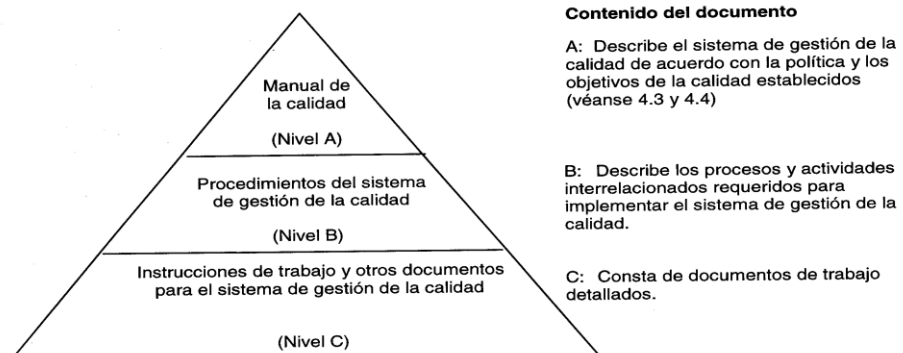 Manual de
la calidad
(Nivel A)
Procedimientos del sistema
de gestión de la calidad
(Nivel B)
Instrucciones de trabajo y otros documentos
para el sistema de gestión de la calidad
(Nivel C)
Contenido del documento
A: Describe el sistema de gestión de la
calidad de acuerdo con la política y los
objetivos de la calidad establecidos
(véanse 4.3 y 4.4)
B: Describe los procesos y actividades
interrelacionados requeridos para
implementar el sistema de gestión de la
calidad.
C: Consta de documentos de trabajo
detallados.